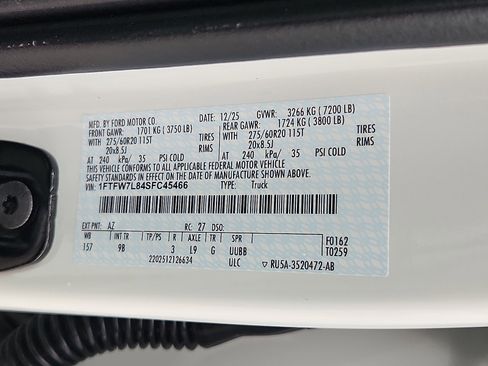 MFD. BY FORD MOTOR CO. DATE: 12/25 GVWR: 3266 KG ( 7200 LB)
FRONT GAWR: 1701 KG ( 3750 LB) REAR GAWR: 1724 KG ( 3800 LB)
WITH 275/60R20 115T TIRES WITH 275/60R20 115T TIRES
20x8.5J RIMS 20x8.5J RIMS
AT 240 kPa/ 35 PSI COLD AT 240 kPa/ 35 PSI COLD
THIS VEHICLE CONFORMS TO ALL APPLICABLE FEDERAL MOTOR VEHICLE
SAFETY STANDARDS IN EFFECT ON THE DATE OF MANUFACTURE SHOWN ABOVE.
VIN: 1FTFW7L84SFC45466 TYPE: Truck
EXT PNT: AZ RC: 27 DSO: F0162
WB INT TR TP/PS R AXLE TR SPR T0259
157 9B 3 L9 G UUBB
2202512126634 ULC ▽ RU5A-3520472-AB